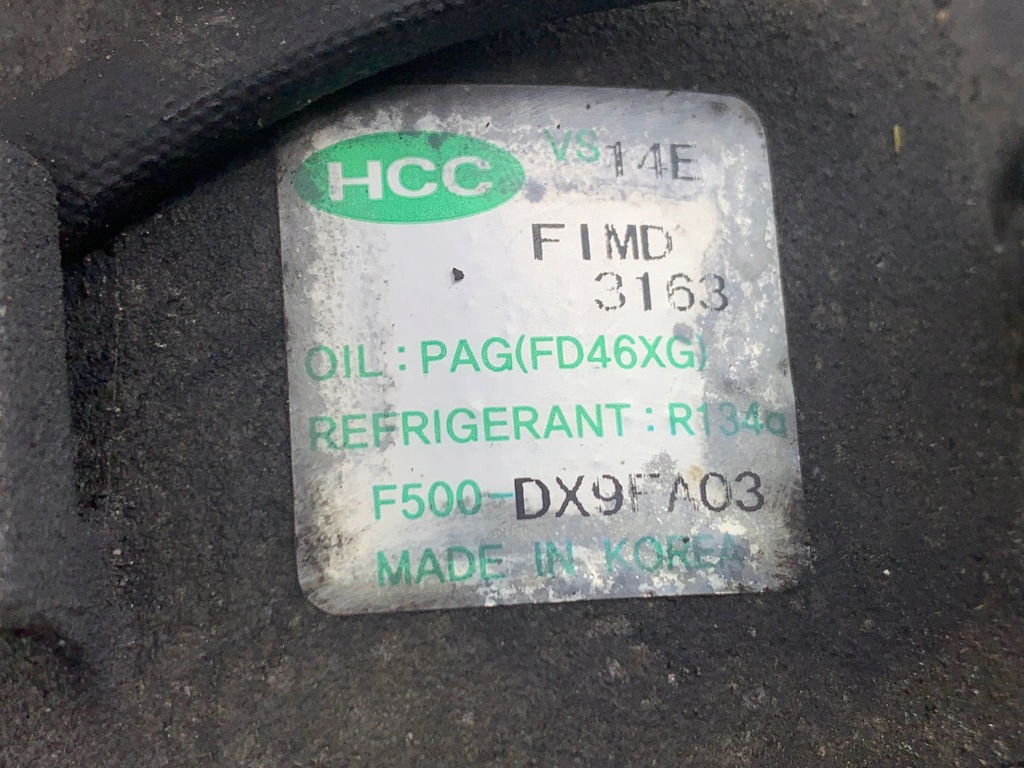 HCC VS14E
FIMD
3163
OIL : PAG(FD46XG)
REFRIGERANT : R134a
F500-DX9FA03
MADE IN KOREA